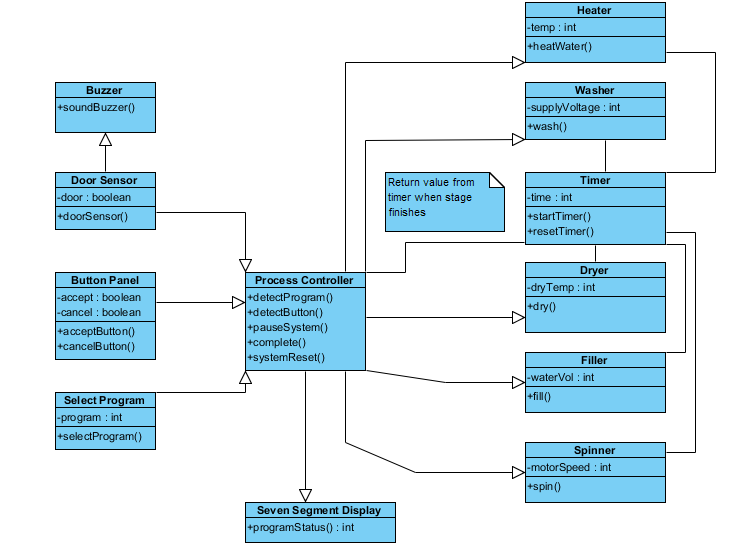 Heater
-temp : int
+heatWater()
Buzzer
+soundBuzzer()
Washer
-supplyVoltage : int
+wash()
Door Sensor
-door : boolean
+doorSensor()
Return value from
timer when stage
finishes
Timer
-time : int
+startTimer()
+resetTimer()
Button Panel
-accept : boolean
-cancel : boolean
+acceptButton()
+cancelButton()
Process Controller
+detectProgram()
+detectButton()
+pauseSystem()
+complete()
+systemReset()
Dryer
-dryTemp : int
+dry()
Filler
-waterVol : int
+fill()
Select Program
-program : int
+selectProgram()
Spinner
-motorSpeed : int
+spin()
Seven Segment Display
+programStatus() : int